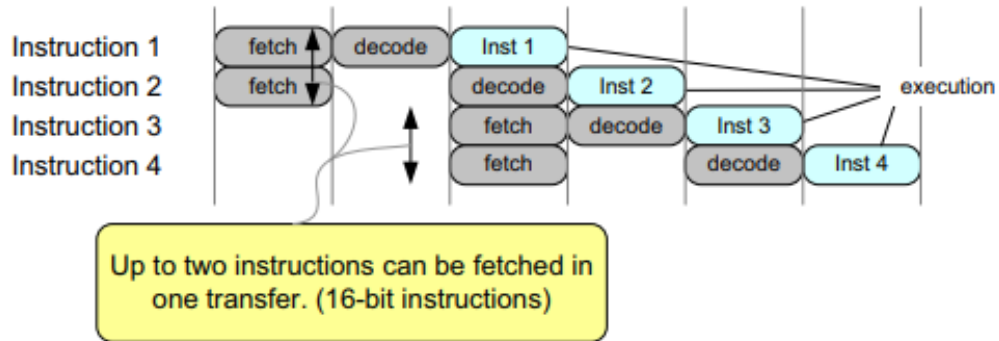 Instruction 1 fetch decode Inst 1
Instruction 2 fetch decode Inst 2 execution
Instruction 3 fetch decode Inst 3
Instruction 4 fetch decode Inst 4
Up to two instructions can be fetched in
one transfer. (16-bit instructions)